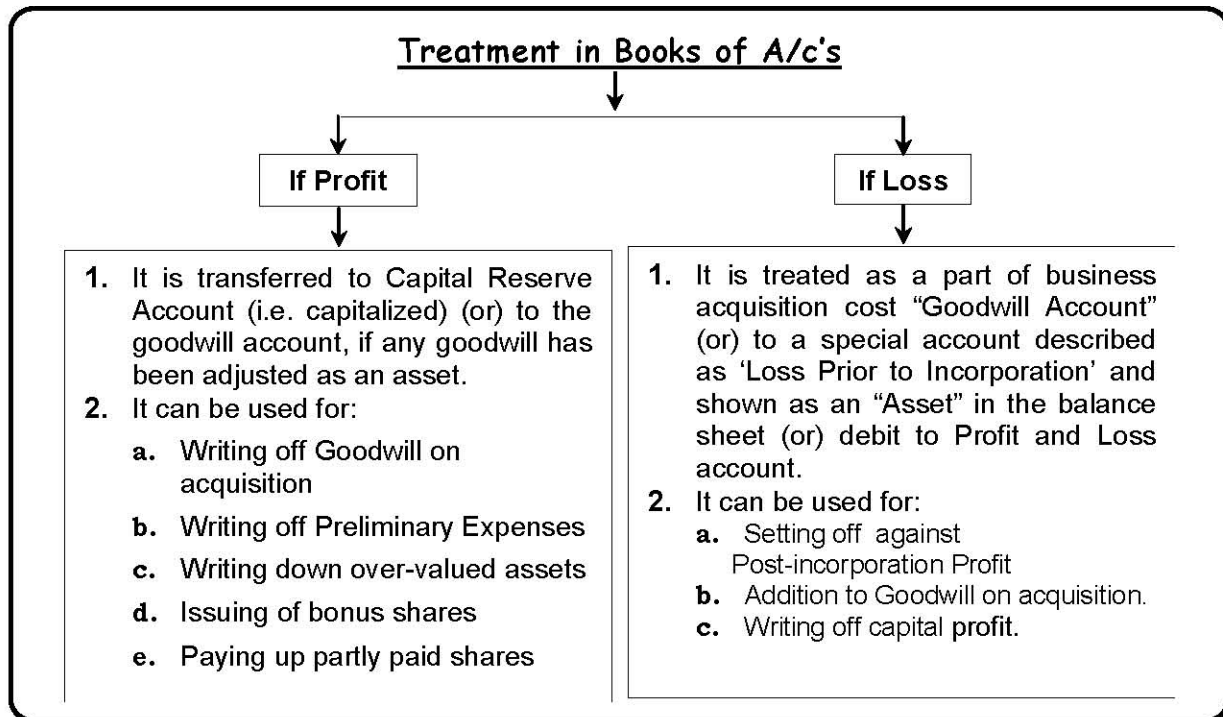 Treatment in Books of A/c's
If Profit
1. It is transferred to Capital Reserve
Account (i.e. capitalized) (or) to the
goodwill account, if any goodwill has
been adjusted as an asset.
2. It can be used for:
a. Writing off Goodwill on
acquisition
b. Writing off Preliminary Expenses
c. Writing down over-valued assets
d. Issuing of bonus shares
e. Paying up partly paid shares
If Loss
1. It is treated as a part of business
acquisition cost “Goodwill Account”
(or) to a special account described
as ‘Loss Prior to Incorporation’ and
shown as an “Asset” in the balance
sheet (or) debit to Profit and Loss
account.
2. It can be used for:
a. Setting off against
Post-incorporation Profit
b. Addition to Goodwill on acquisition.
c. Writing off capital profit.